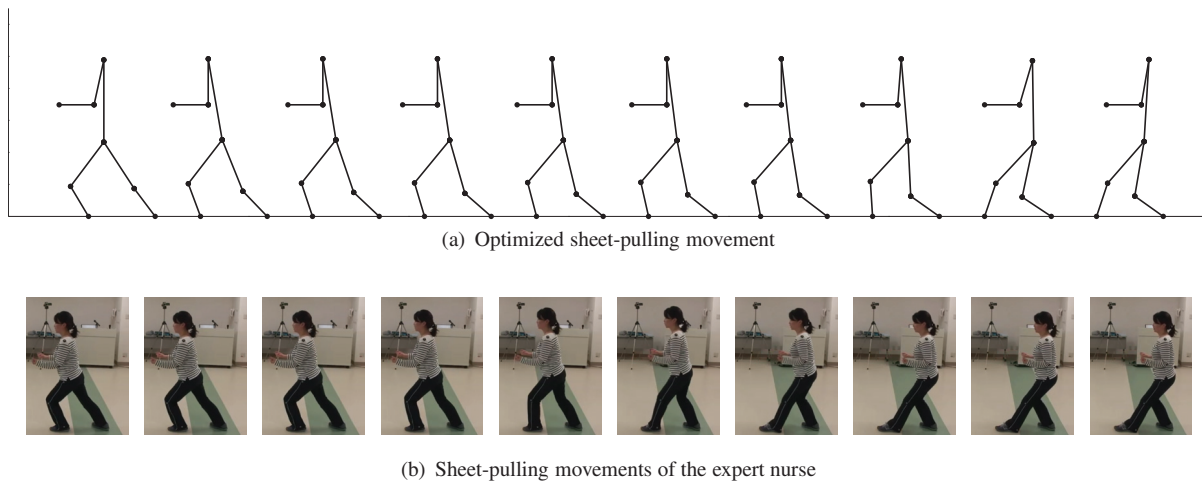 (a) Optimized sheet-pulling movement
(b) Sheet-pulling movements of the expert nurse